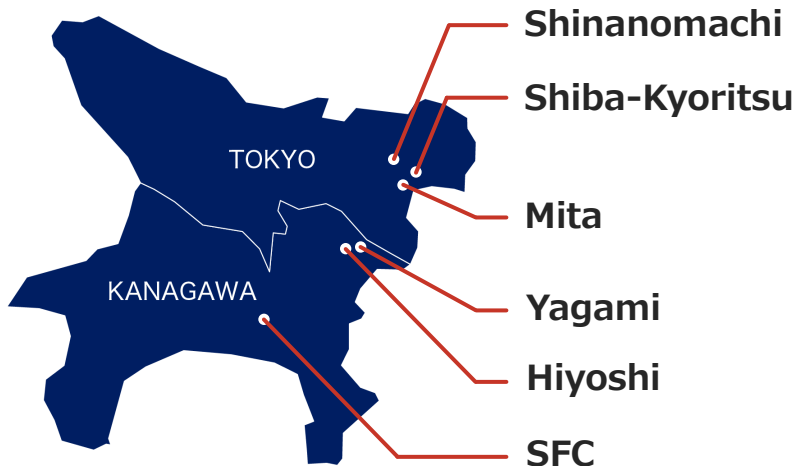 Shinanomachi
Shiba-Kyoritsu
TOKYO
Mita
KANAGAWA
Yagami
Hiyoshi
SFC